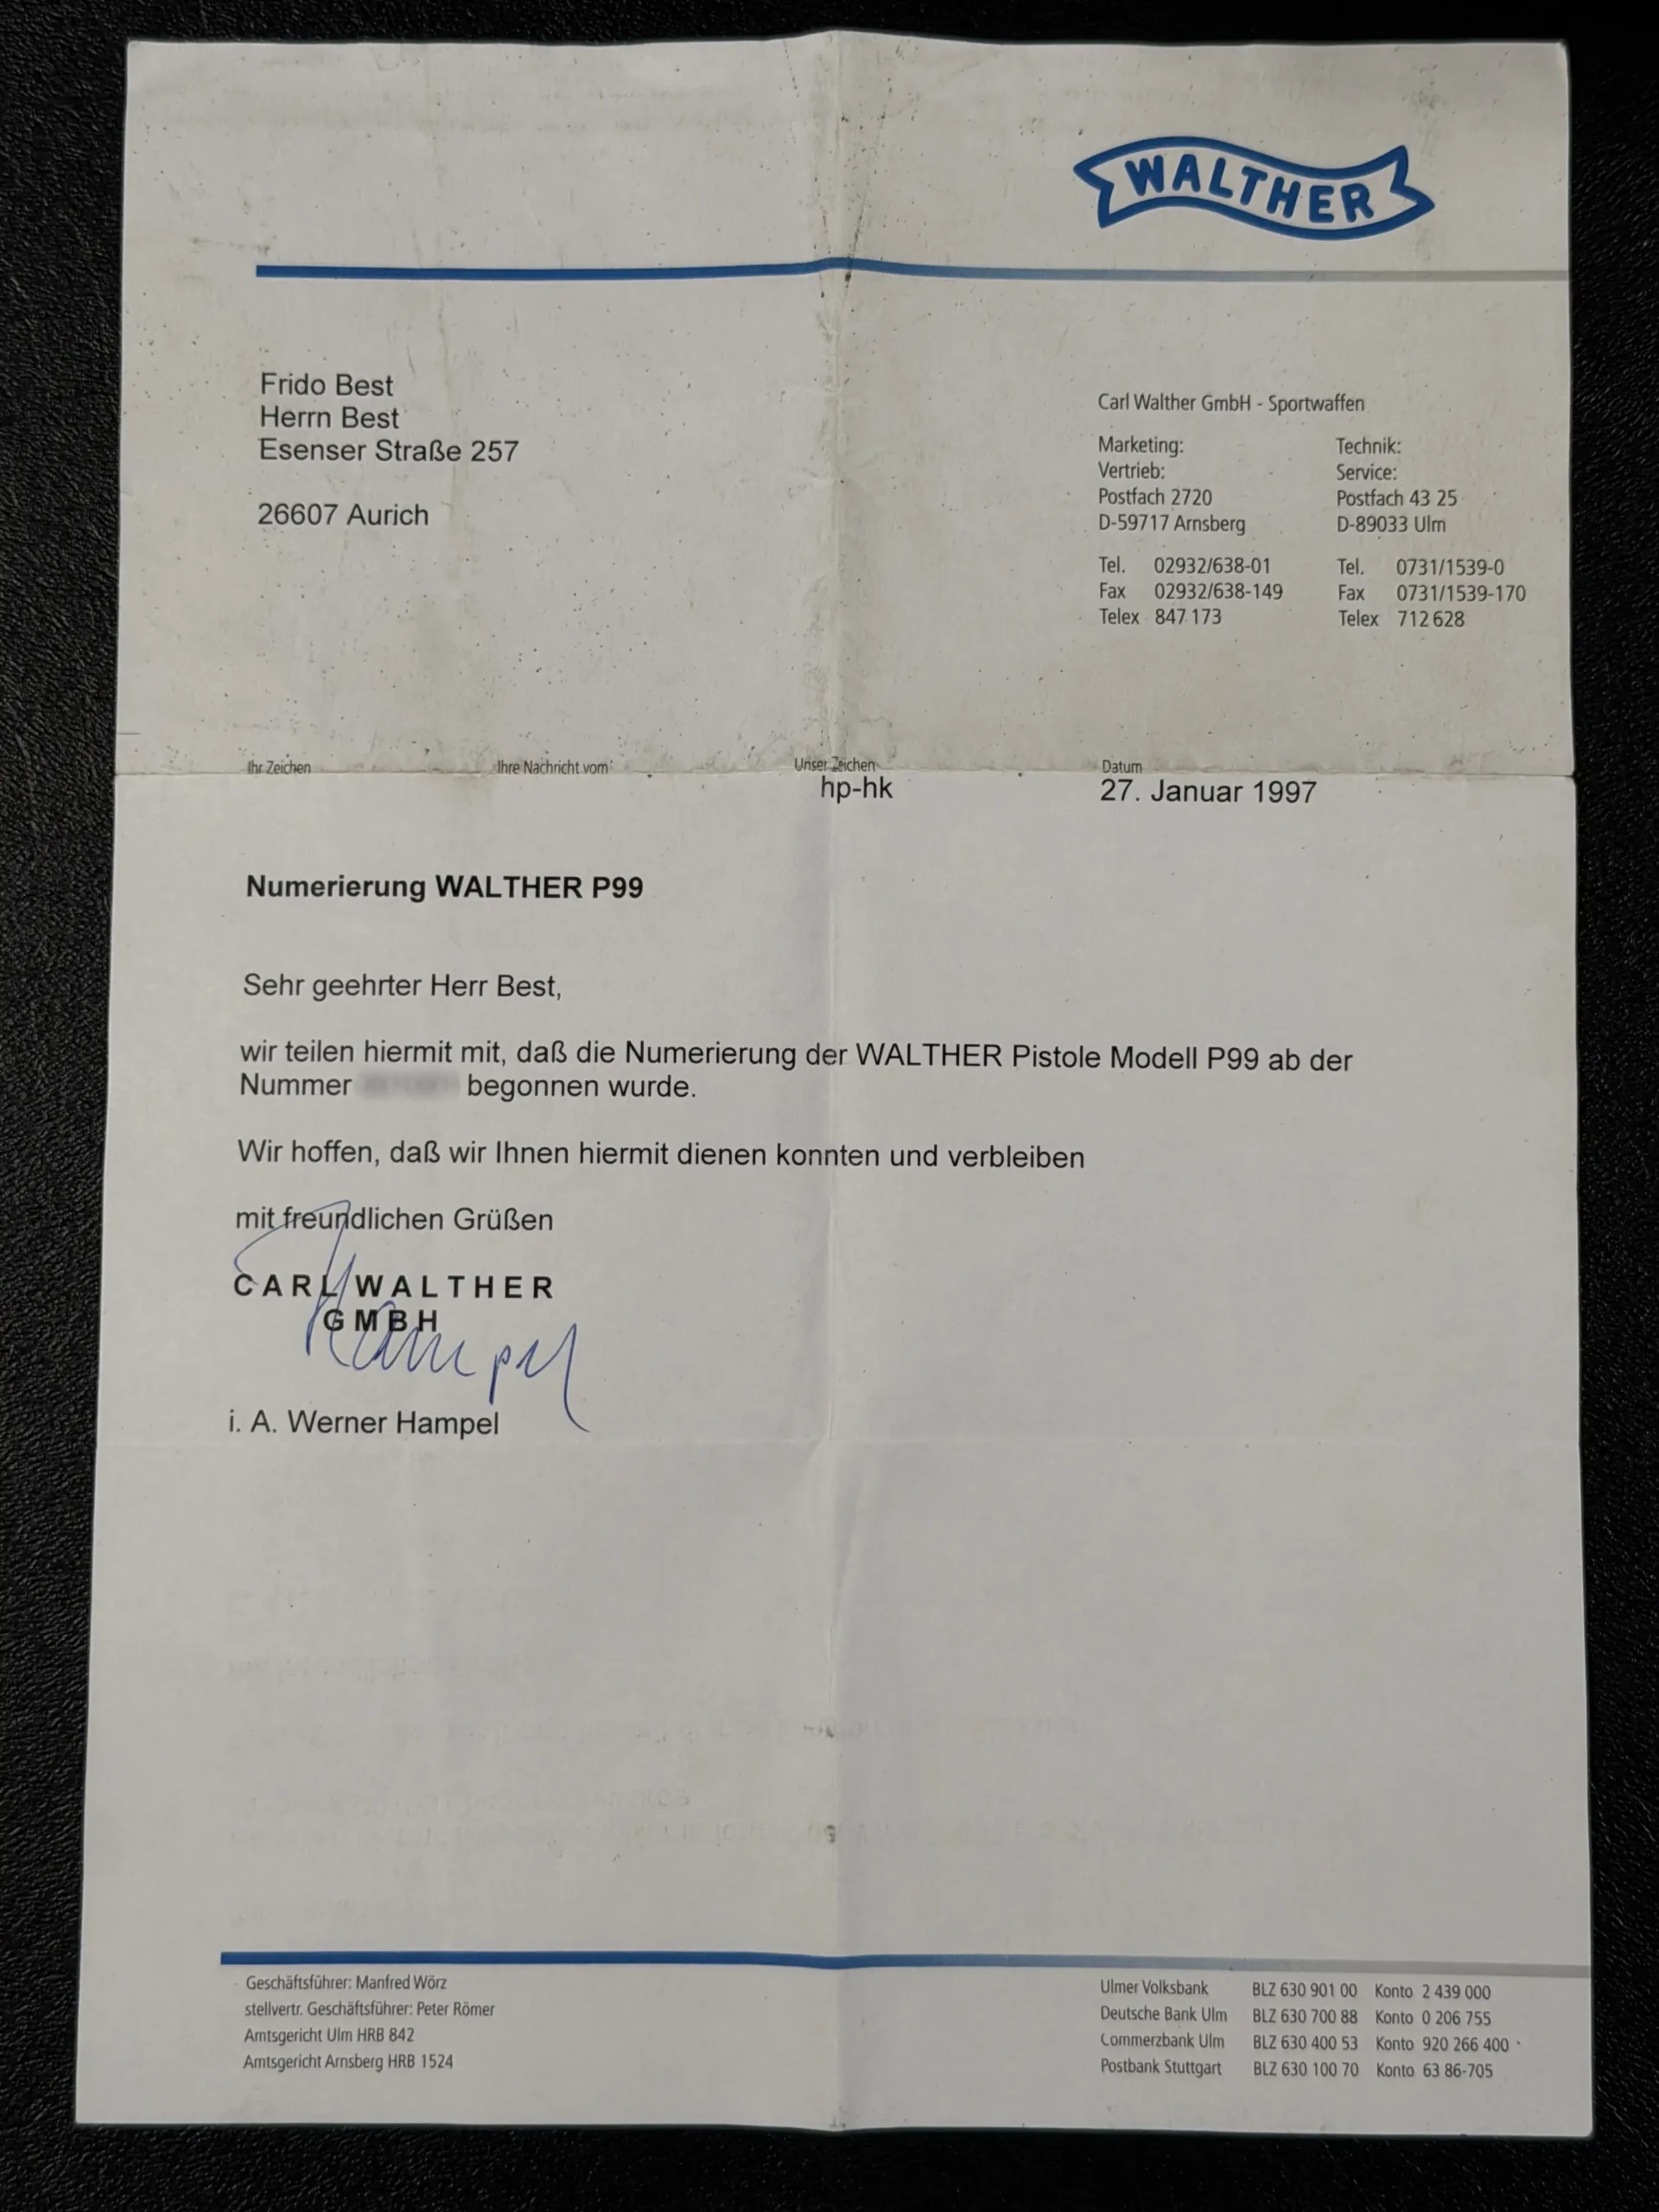 WALTHER
Frido Best
Herrn Best
Esenser Straße 257
26607 Aurich
Carl Walther GmbH - Sportwaffen
Marketing: Technik:
Vertrieb: Service:
Postfach 2720 Postfach 43 25
D-59717 Arnsberg D-89033 Ulm
Tel. 02932/638-01 Tel. 0731/1539-0
Fax 02932/638-149 Fax 0731/1539-170
Telex 847 173 Telex 712 628
Ihr Zeichen Ihre Nachricht vom Unser Zeichen Datum
hp-hk 27. Januar 1997
Numerierung WALTHER P99
Sehr geehrter Herr Best,
wir teilen hiermit mit, daß die Numerierung der WALTHER Pistole Modell P99 ab der
Nummer begonnen wurde.
Wir hoffen, daß wir Ihnen hiermit dienen konnten und verbleiben
mit freundlichen Grüßen
CARL WALTHER
GMBH
Hampel
i. A. Werner Hampel
Geschäftsführer: Manfred Wörz
stellvertr. Geschäftsführer: Peter Römer
Amtsgericht Ulm HRB 842
Amtsgericht Arnsberg HRB 1524
Ulmer Volksbank BLZ 630 901 00 Konto 2 439 000
Deutsche Bank Ulm BLZ 630 700 88 Konto 0 206 755
Commerzbank Ulm BLZ 630 400 53 Konto 920 266 400
Postbank Stuttgart BLZ 630 100 70 Konto 63 86-705